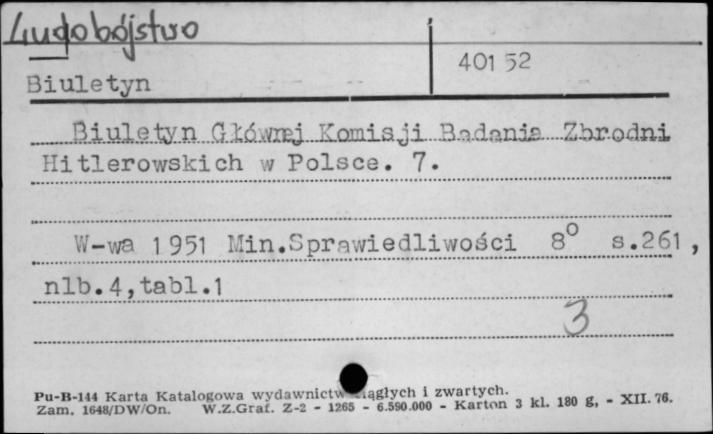 Ludobójstwo
40152
Biuletyn
Biuletyn Głównej Komisji Badania Zbrodni
Hitlerowskich w Polsce. 7.
W-wa 1951 Min.Sprawiedliwości 8° s.261,
nlb.4,tabl.1
3
Pu-B-144 Karta Katalogowa wydawnictw ciągłych i zwartych.
Zam. 1648/DW/On. W.Z.Graf. Z-2 - 1265 - 6.590.000 - Karton 3 kl. 180 g, - XII. 76.